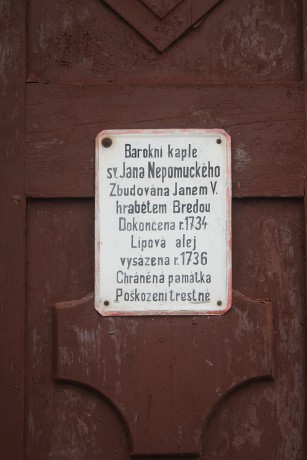 Barokní kaple
sv. Jana Nepomuckého
Zbudována Janem V.
hrabětem Bredou
Dokončena r. 1734
Lipová alej
vysázena r. 1736
Chráněná památka
Poškození trestné